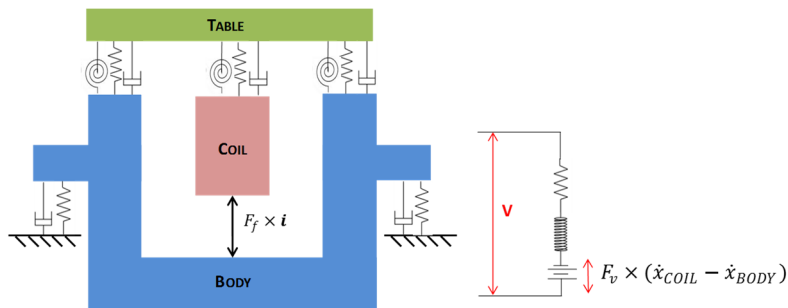 TABLE
COIL
V
F_f × i
F_v × (ẋ_COIL − ẋ_BODY)
BODY